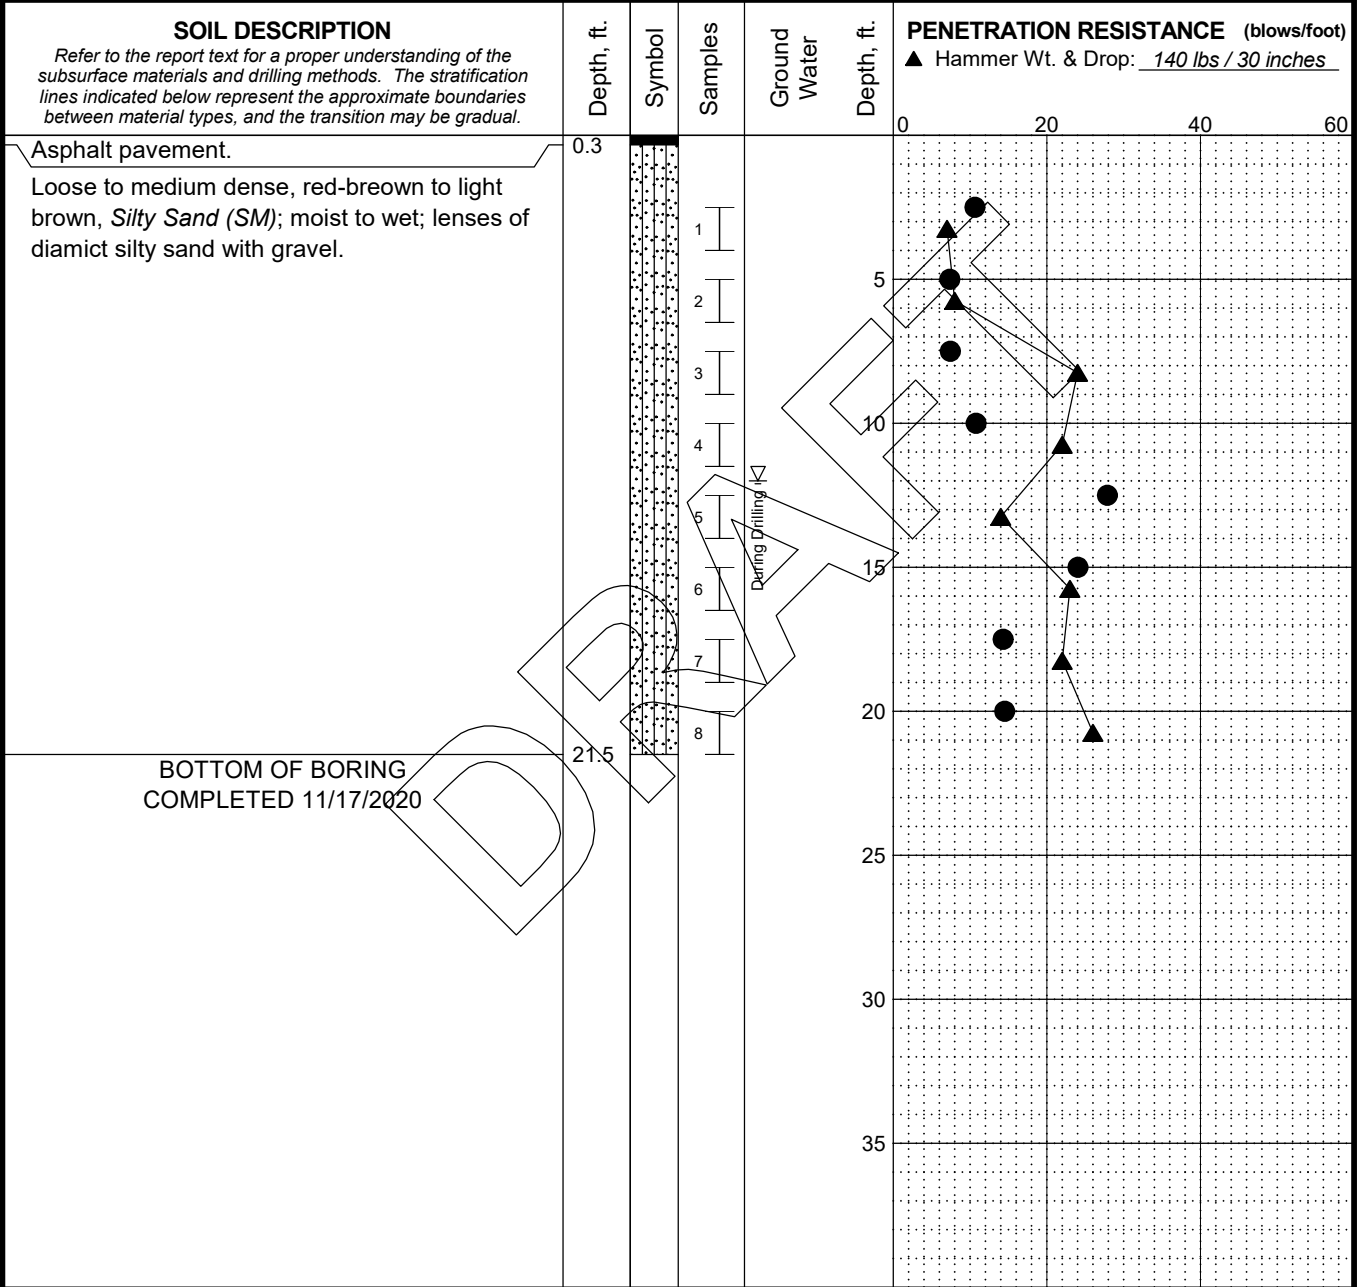 SOIL DESCRIPTION
Refer to the report text for a proper understanding of the
subsurface materials and drilling methods. The stratification
lines indicated below represent the approximate boundaries
between material types, and the transition may be gradual.
Depth, ft.
Symbol
Samples
Ground
Water
Depth, ft.
PENETRATION RESISTANCE (blows/foot)
▲ Hammer Wt. & Drop: 140 lbs / 30 inches
0 20 40 60
Asphalt pavement.
0.3
Loose to medium dense, red-breown to light
brown, Silty Sand (SM); moist to wet; lenses of
diamict silty sand with gravel.
1
2
3
4
5
6
7
8
During Drilling
5
10
15
20
25
30
35
21.5
BOTTOM OF BORING
COMPLETED 11/17/2020
DRAFT